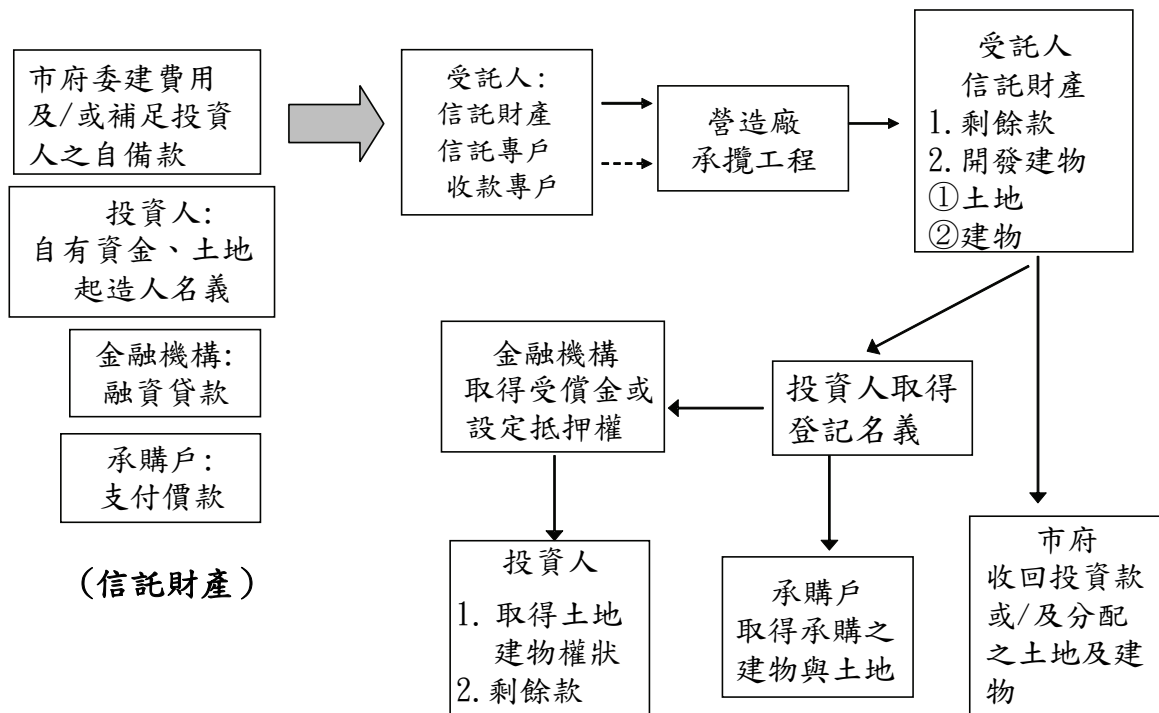 市府委建費用
及/或補足投資
人之自備款
投資人:
自有資金、土地
起造人名義
金融機構:
融資貸款
承購戶:
支付價款
(信託財產)
受託人:
信託財產
信託專戶
收款專戶
營造廠
承攬工程
受託人
信託財產
1.剩餘款
2.開發建物
①土地
②建物
金融機構
取得受償金或
設定抵押權
投資人取得
登記名義
投資人
1. 取得土地
建物權狀
2.剩餘款
承購戶
取得承購之
建物與土地
市府
收回投資款
或/及分配
之土地及建
物